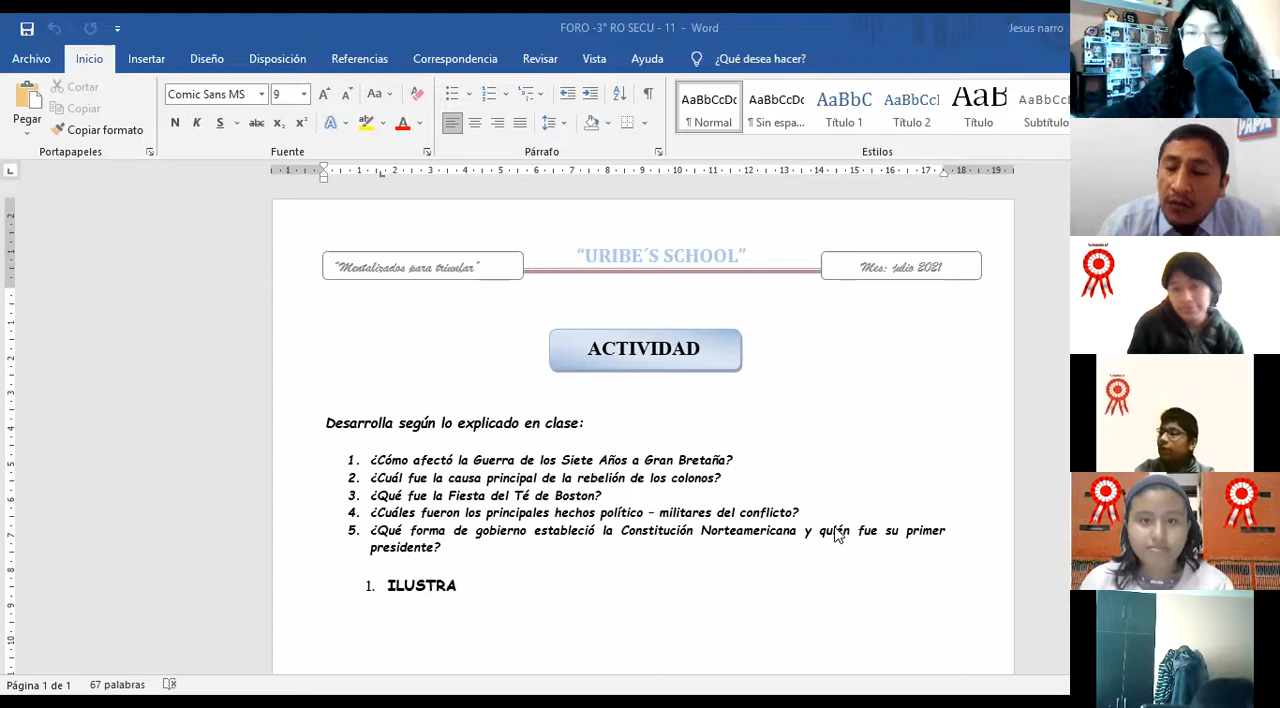 FORO -3° RO SECU - 11 - Word
Jesus narro
Archivo Inicio Insertar Diseño Disposición Referencias Correspondencia Revisar Vista Ayuda ¿Qué desea hacer?
Pegar
Cortar
Copiar
Copiar formato
Portapapeles
Comic Sans MS 9
N K S abc x₂ x²
Fuente
Párrafo
AaBbCcDc ¶ Normal
AaBbCcDc ¶ Sin espa...
AaBbC Título 1
AaBbCcI Título 2
AaB Título
AaBbCcD Subtítulo
Estilos
"Mentalizados para triunfar"
“URIBE´S SCHOOL”
Mes: julio 2021
ACTIVIDAD
Desarrolla según lo explicado en clase:
1. ¿Cómo afectó la Guerra de los Siete Años a Gran Bretaña?
2. ¿Cuál fue la causa principal de la rebelión de los colonos?
3. ¿Qué fue la Fiesta del Té de Boston?
4. ¿Cuáles fueron los principales hechos político – militares del conflicto?
5. ¿Qué forma de gobierno estableció la Constitución Norteamericana y quién fue su primer
presidente?
1. ILUSTRA
Página 1 de 1 67 palabras
PAPA